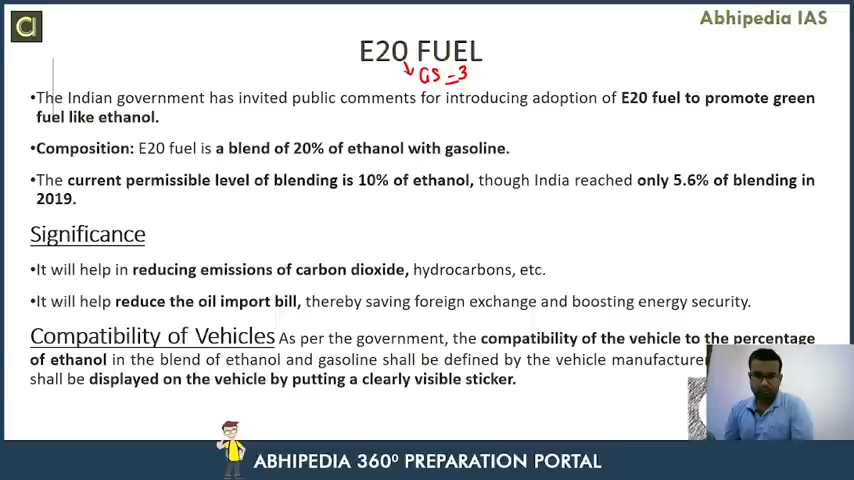 Abhipedia IAS
E20 FUEL
GS-3
•The Indian government has invited public comments for introducing adoption of E20 fuel to promote green
fuel like ethanol.
•Composition: E20 fuel is a blend of 20% of ethanol with gasoline.
•The current permissible level of blending is 10% of ethanol, though India reached only 5.6% of blending in
2019.
Significance
•It will help in reducing emissions of carbon dioxide, hydrocarbons, etc.
•It will help reduce the oil import bill, thereby saving foreign exchange and boosting energy security.
Compatibility of Vehicles As per the government, the compatibility of the vehicle to the percentage
of ethanol in the blend of ethanol and gasoline shall be defined by the vehicle manufacturer
shall be displayed on the vehicle by putting a clearly visible sticker.
ABHIPEDIA 360⁰ PREPARATION PORTAL